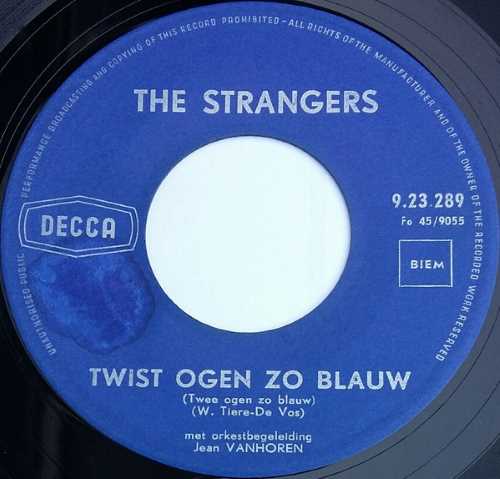 UNAUTHORISED PUBLIC PERFORMANCE BROADCASTING AND COPYING OF THIS RECORD PROHIBITED – ALL RIGHTS OF THE MANUFACTURER AND OF THE OWNER OF THE RECORDED WORK RESERVED
THE STRANGERS
9.23.289
Fo 45/9055
DECCA
BIEM
TWIST OGEN ZO BLAUW
(Twee ogen zo blauw)
(W. Tiere-De Vos)
met orkestbegeleiding
Jean VANHOREN